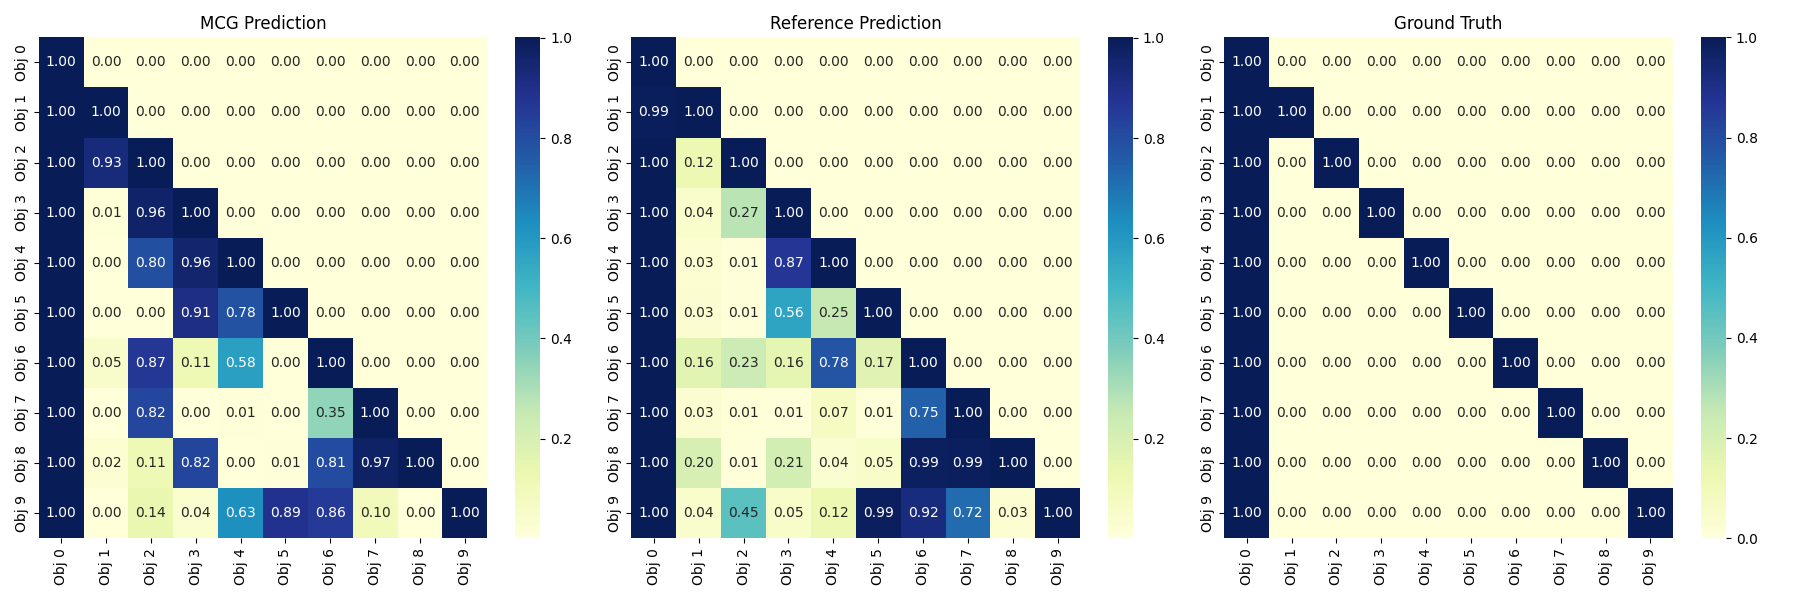 MCG Prediction
Obj 0 1.00 0.00 0.00 0.00 0.00 0.00 0.00 0.00 0.00 0.00
Obj 1 1.00 1.00 0.00 0.00 0.00 0.00 0.00 0.00 0.00 0.00
Obj 2 1.00 0.93 1.00 0.00 0.00 0.00 0.00 0.00 0.00 0.00
Obj 3 1.00 0.01 0.96 1.00 0.00 0.00 0.00 0.00 0.00 0.00
Obj 4 1.00 0.00 0.80 0.96 1.00 0.00 0.00 0.00 0.00 0.00
Obj 5 1.00 0.00 0.00 0.91 0.78 1.00 0.00 0.00 0.00 0.00
Obj 6 1.00 0.05 0.87 0.11 0.58 0.00 1.00 0.00 0.00 0.00
Obj 7 1.00 0.00 0.82 0.00 0.01 0.00 0.35 1.00 0.00 0.00
Obj 8 1.00 0.02 0.11 0.82 0.00 0.01 0.81 0.97 1.00 0.00
Obj 9 1.00 0.00 0.14 0.04 0.63 0.89 0.86 0.10 0.00 1.00
Obj 0 Obj 1 Obj 2 Obj 3 Obj 4 Obj 5 Obj 6 Obj 7 Obj 8 Obj 9
1.0
0.8
0.6
0.4
0.2
Reference Prediction
Obj 0 1.00 0.00 0.00 0.00 0.00 0.00 0.00 0.00 0.00 0.00
Obj 1 0.99 1.00 0.00 0.00 0.00 0.00 0.00 0.00 0.00 0.00
Obj 2 1.00 0.12 1.00 0.00 0.00 0.00 0.00 0.00 0.00 0.00
Obj 3 1.00 0.04 0.27 1.00 0.00 0.00 0.00 0.00 0.00 0.00
Obj 4 1.00 0.03 0.01 0.87 1.00 0.00 0.00 0.00 0.00 0.00
Obj 5 1.00 0.03 0.01 0.56 0.25 1.00 0.00 0.00 0.00 0.00
Obj 6 1.00 0.16 0.23 0.16 0.78 0.17 1.00 0.00 0.00 0.00
Obj 7 1.00 0.03 0.01 0.01 0.07 0.01 0.75 1.00 0.00 0.00
Obj 8 1.00 0.20 0.01 0.21 0.04 0.05 0.99 0.99 1.00 0.00
Obj 9 1.00 0.04 0.45 0.05 0.12 0.99 0.92 0.72 0.03 1.00
Obj 0 Obj 1 Obj 2 Obj 3 Obj 4 Obj 5 Obj 6 Obj 7 Obj 8 Obj 9
1.0
0.8
0.6
0.4
0.2
Ground Truth
Obj 0 1.00 0.00 0.00 0.00 0.00 0.00 0.00 0.00 0.00 0.00
Obj 1 1.00 1.00 0.00 0.00 0.00 0.00 0.00 0.00 0.00 0.00
Obj 2 1.00 0.00 1.00 0.00 0.00 0.00 0.00 0.00 0.00 0.00
Obj 3 1.00 0.00 0.00 1.00 0.00 0.00 0.00 0.00 0.00 0.00
Obj 4 1.00 0.00 0.00 0.00 1.00 0.00 0.00 0.00 0.00 0.00
Obj 5 1.00 0.00 0.00 0.00 0.00 1.00 0.00 0.00 0.00 0.00
Obj 6 1.00 0.00 0.00 0.00 0.00 0.00 1.00 0.00 0.00 0.00
Obj 7 1.00 0.00 0.00 0.00 0.00 0.00 0.00 1.00 0.00 0.00
Obj 8 1.00 0.00 0.00 0.00 0.00 0.00 0.00 0.00 1.00 0.00
Obj 9 1.00 0.00 0.00 0.00 0.00 0.00 0.00 0.00 0.00 1.00
Obj 0 Obj 1 Obj 2 Obj 3 Obj 4 Obj 5 Obj 6 Obj 7 Obj 8 Obj 9
1.0
0.8
0.6
0.4
0.2
0.0